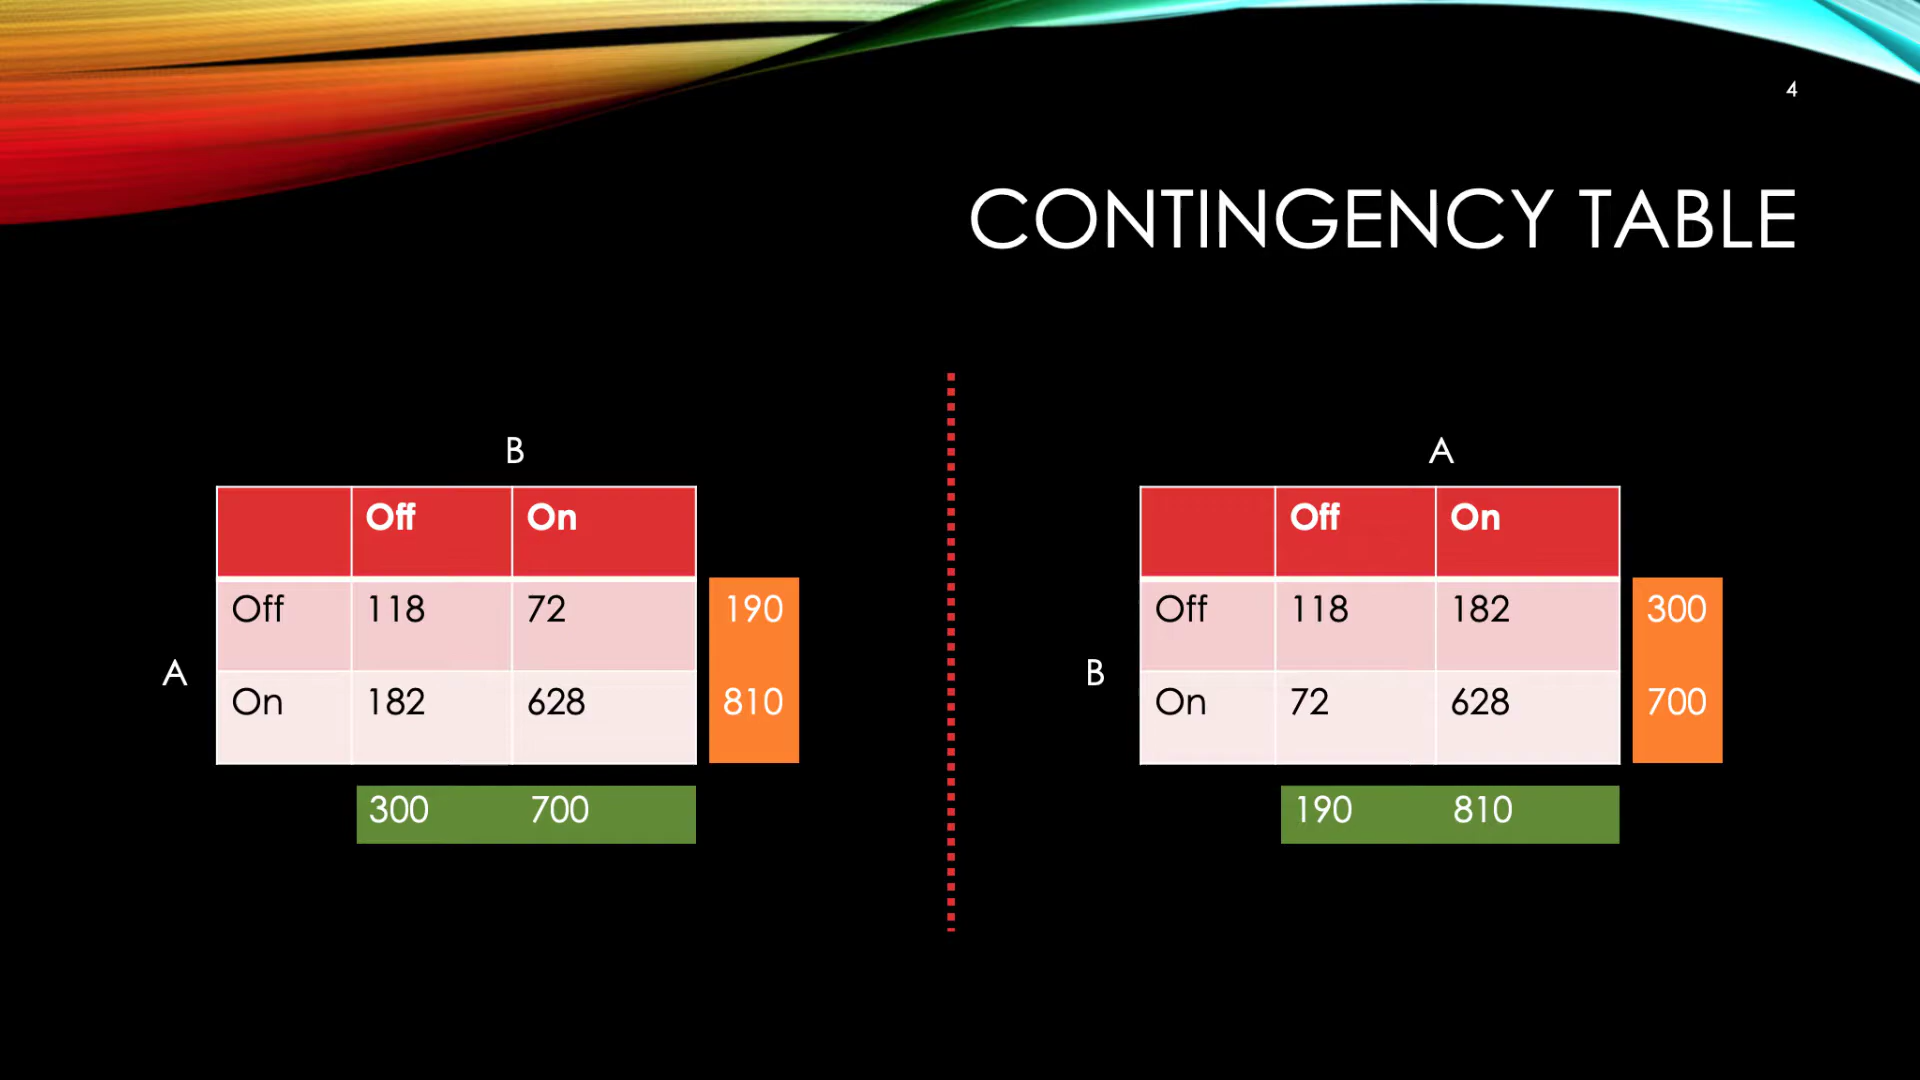 4
CONTINGENCY TABLE
B
Off On
Off 118 72 190
A
On 182 628 810
300 700
A
Off On
Off 118 182 300
B
On 72 628 700
190 810